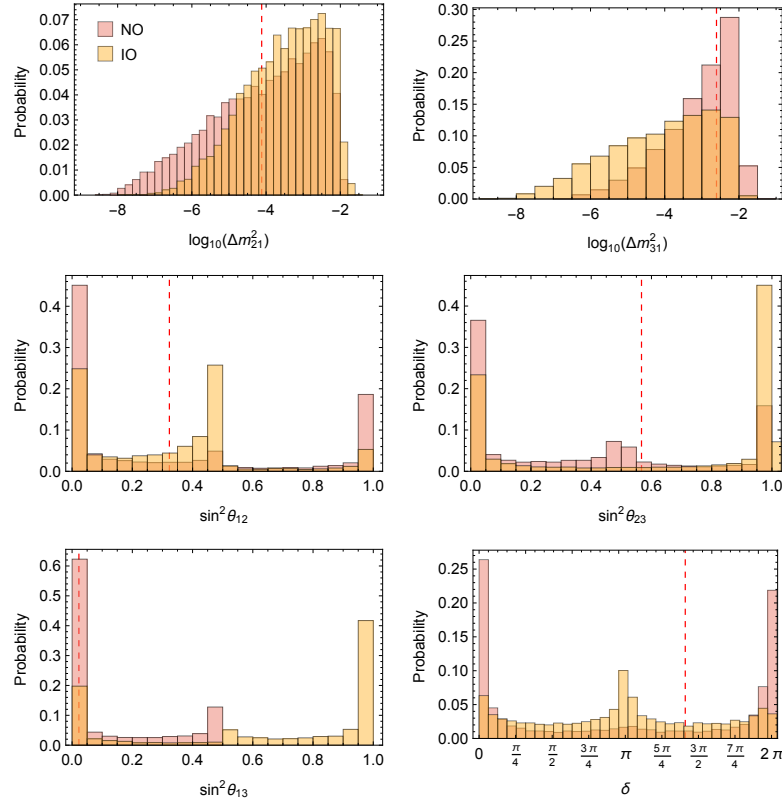 NO
IO
Probability
0.07
0.06
0.05
0.04
0.03
0.02
0.01
0.00
-8 -6 -4 -2
log₁₀(Δm²₂₁)
Probability
0.30
0.25
0.20
0.15
0.10
0.05
0.00
-8 -6 -4 -2
log₁₀(Δm²₃₁)
Probability
0.4
0.3
0.2
0.1
0.0
0.0 0.2 0.4 0.6 0.8 1.0
sin²θ₁₂
Probability
0.4
0.3
0.2
0.1
0.0
0.0 0.2 0.4 0.6 0.8 1.0
sin²θ₂₃
Probability
0.6
0.5
0.4
0.3
0.2
0.1
0.0
0.0 0.2 0.4 0.6 0.8 1.0
sin²θ₁₃
Probability
0.25
0.20
0.15
0.10
0.05
0.00
0 π/4 π/2 3π/4 π 5π/4 3π/2 7π/4 2π
δ